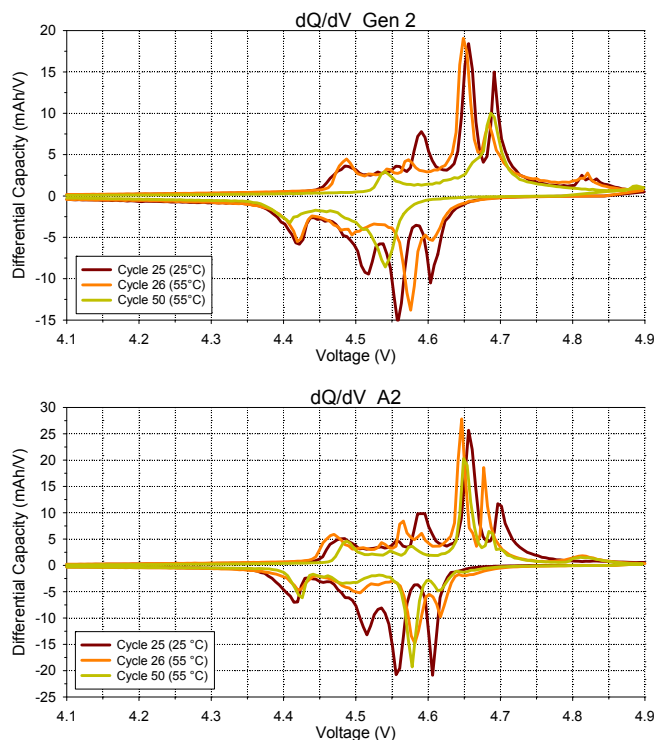 dQ/dV  Gen 2
Differential Capacity (mAh/V)
20
15
10
5
0
-5
-10
-15
Cycle 25 (25°C)
Cycle 26 (55°C)
Cycle 50 (55°C)
4.1 4.2 4.3 4.4 4.5 4.6 4.7 4.8 4.9
Voltage (V)
dQ/dV  A2
Differential Capacity (mAh/V)
30
25
20
15
10
5
0
-5
-10
-15
-20
-25
Cycle 25 (25 °C)
Cycle 26 (55 °C)
Cycle 50 (55 °C)
4.1 4.2 4.3 4.4 4.5 4.6 4.7 4.8 4.9
Voltage (V)